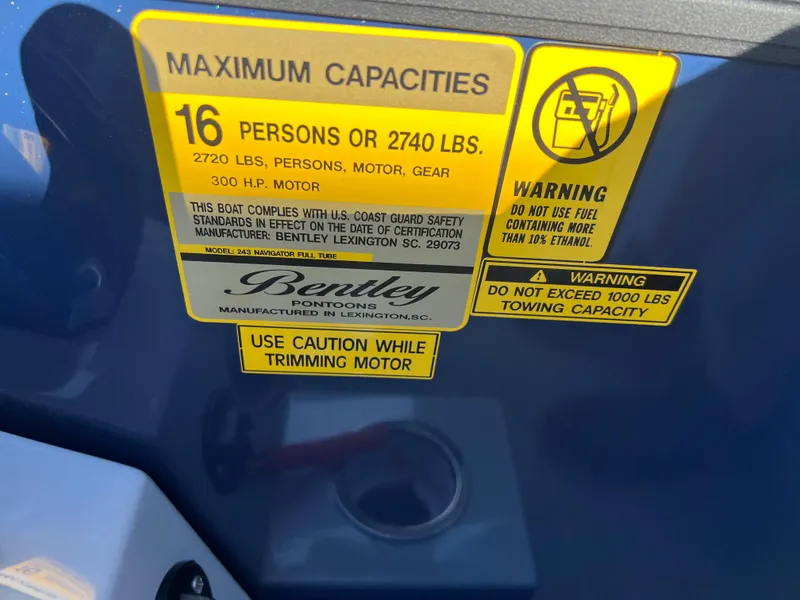 MAXIMUM CAPACITIES
16 PERSONS OR 2740 LBS.
2720 LBS, PERSONS, MOTOR, GEAR
300 H.P. MOTOR
THIS BOAT COMPLIES WITH U.S. COAST GUARD SAFETY
STANDARDS IN EFFECT ON THE DATE OF CERTIFICATION
MANUFACTURER: BENTLEY LEXINGTON SC. 29073
MODEL: 243 NAVIGATOR FULL TUBE
Bentley
PONTOONS
MANUFACTURED IN LEXINGTON,SC.
WARNING
DO NOT USE FUEL
CONTAINING MORE
THAN 10% ETHANOL.
WARNING
DO NOT EXCEED 1000 LBS
TOWING CAPACITY
USE CAUTION WHILE
TRIMMING MOTOR